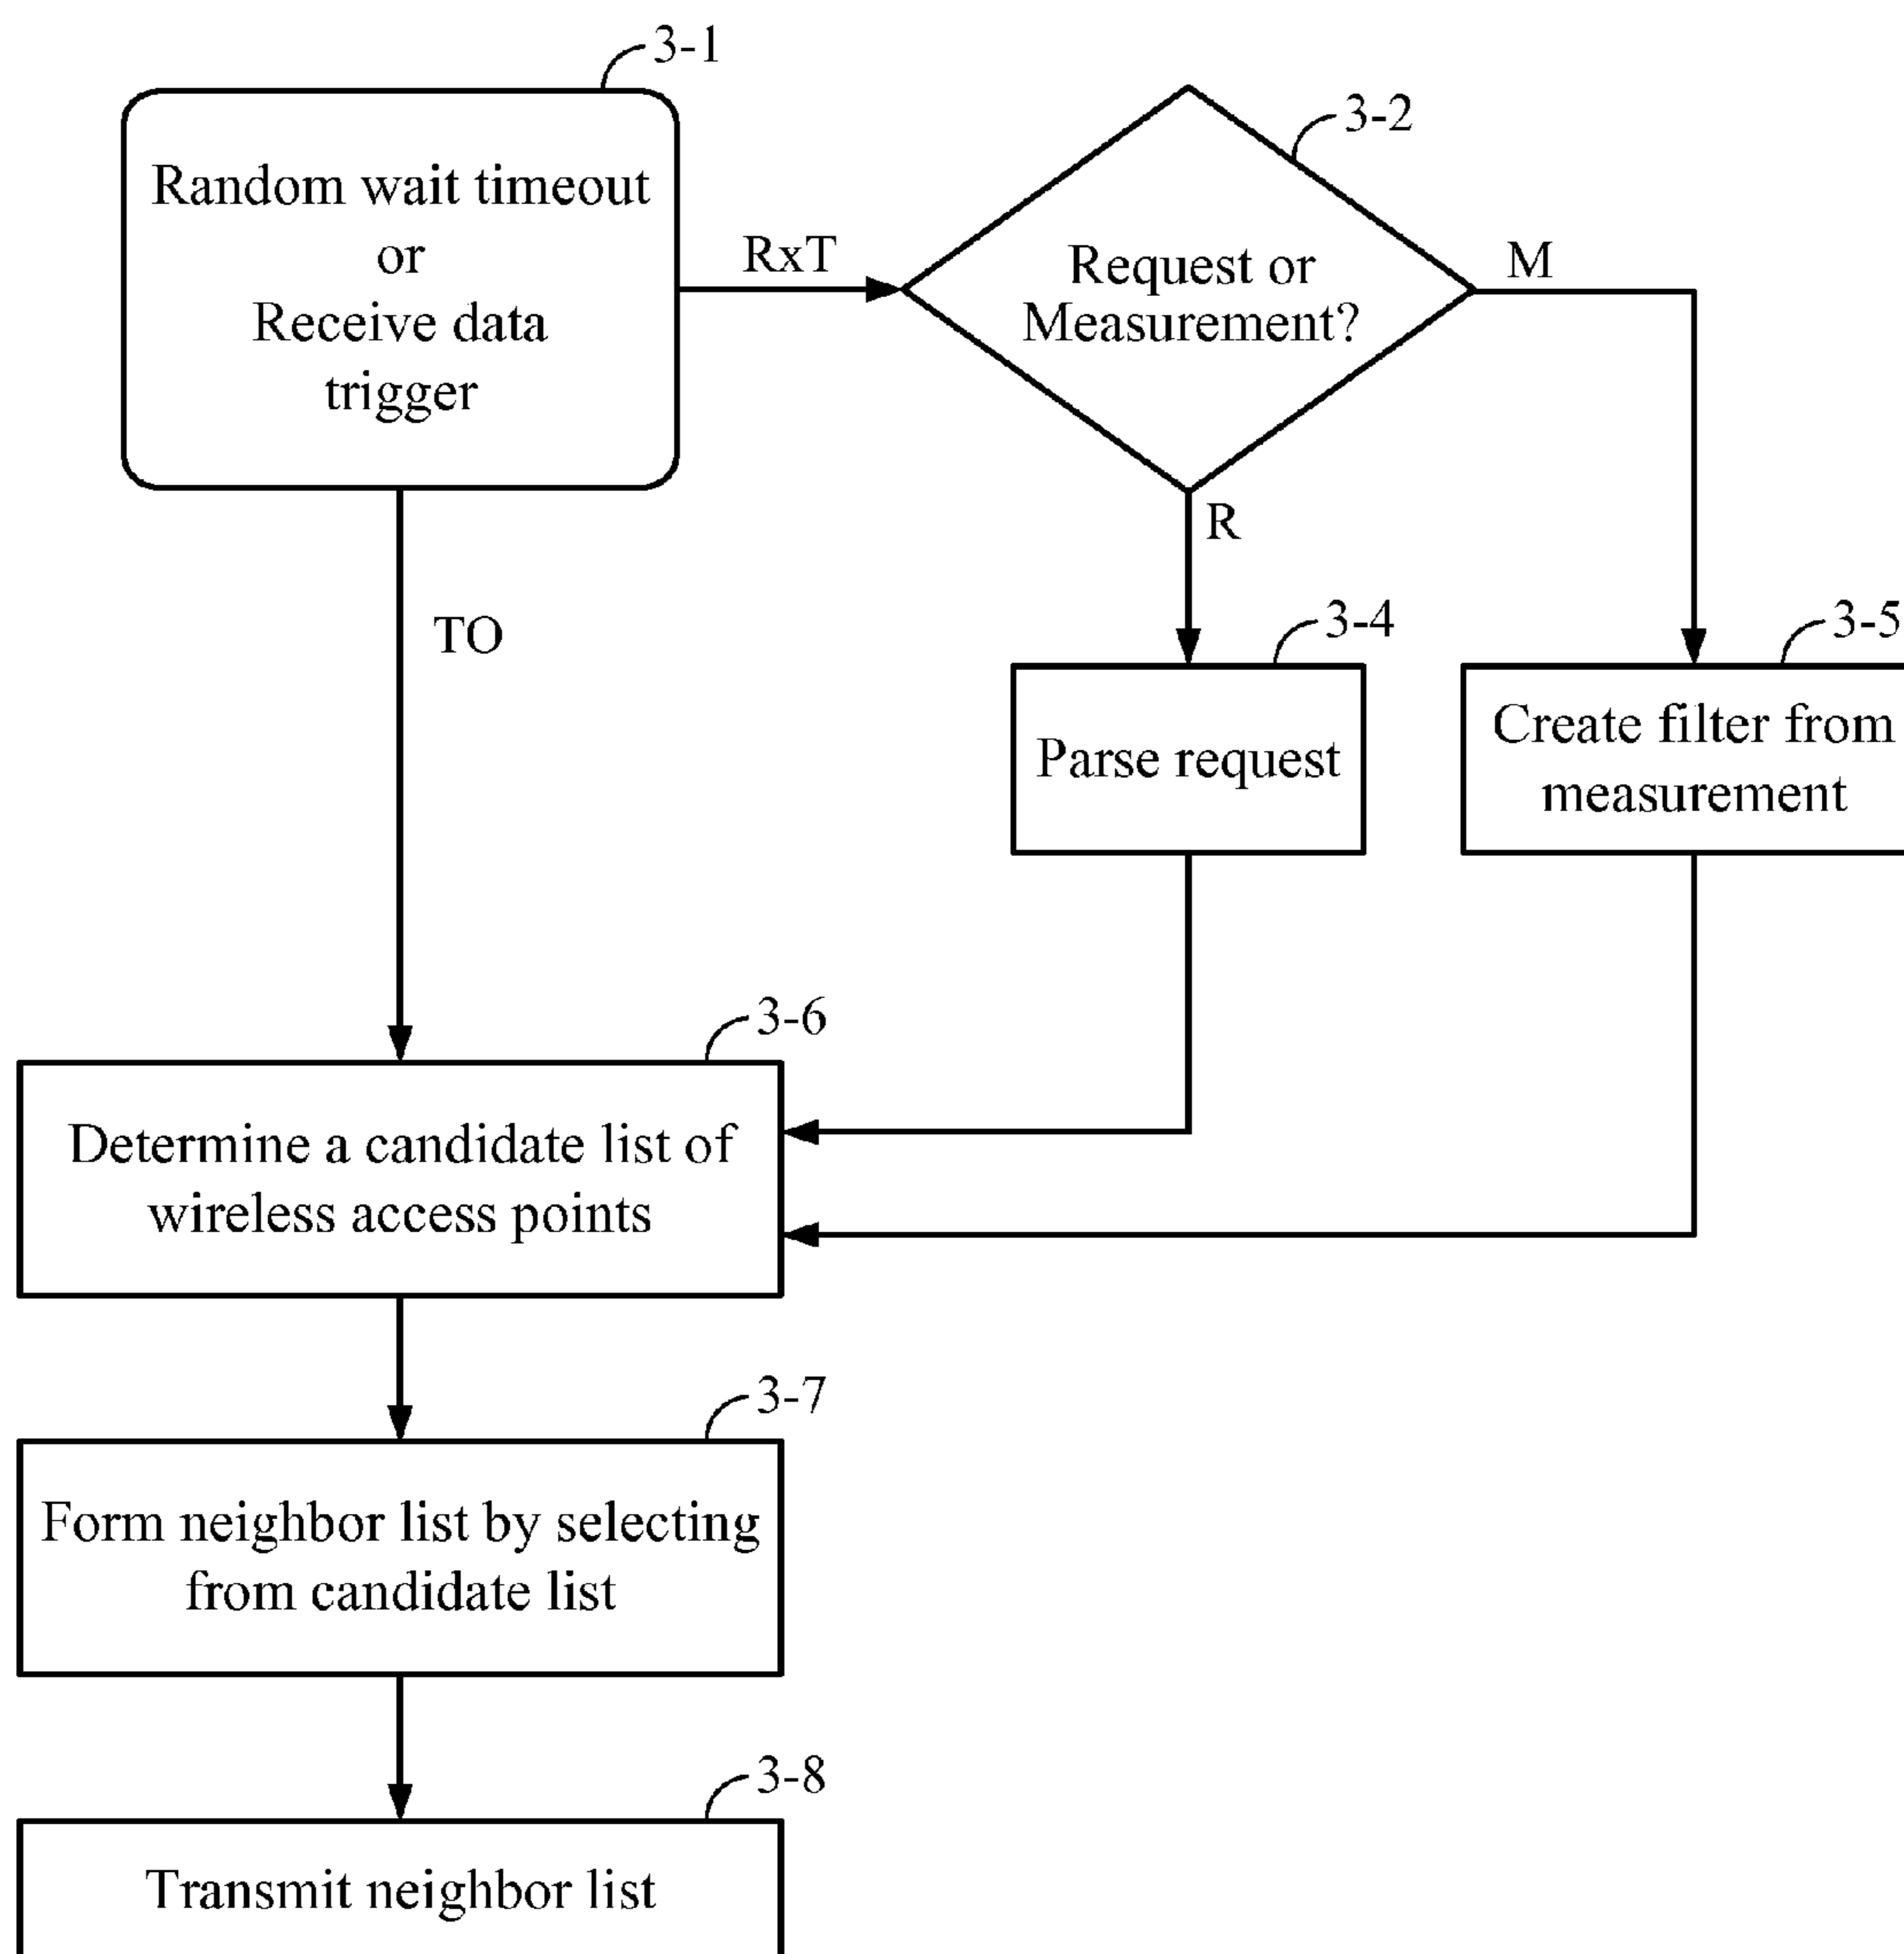 3-1
Random wait timeout
or
Receive data
trigger
RxT
3-2
Request or
Measurement?
M
R
TO
3-4
Parse request
3-5
Create filter from
measurement
3-6
Determine a candidate list of
wireless access points
3-7
Form neighbor list by selecting
from candidate list
3-8
Transmit neighbor list